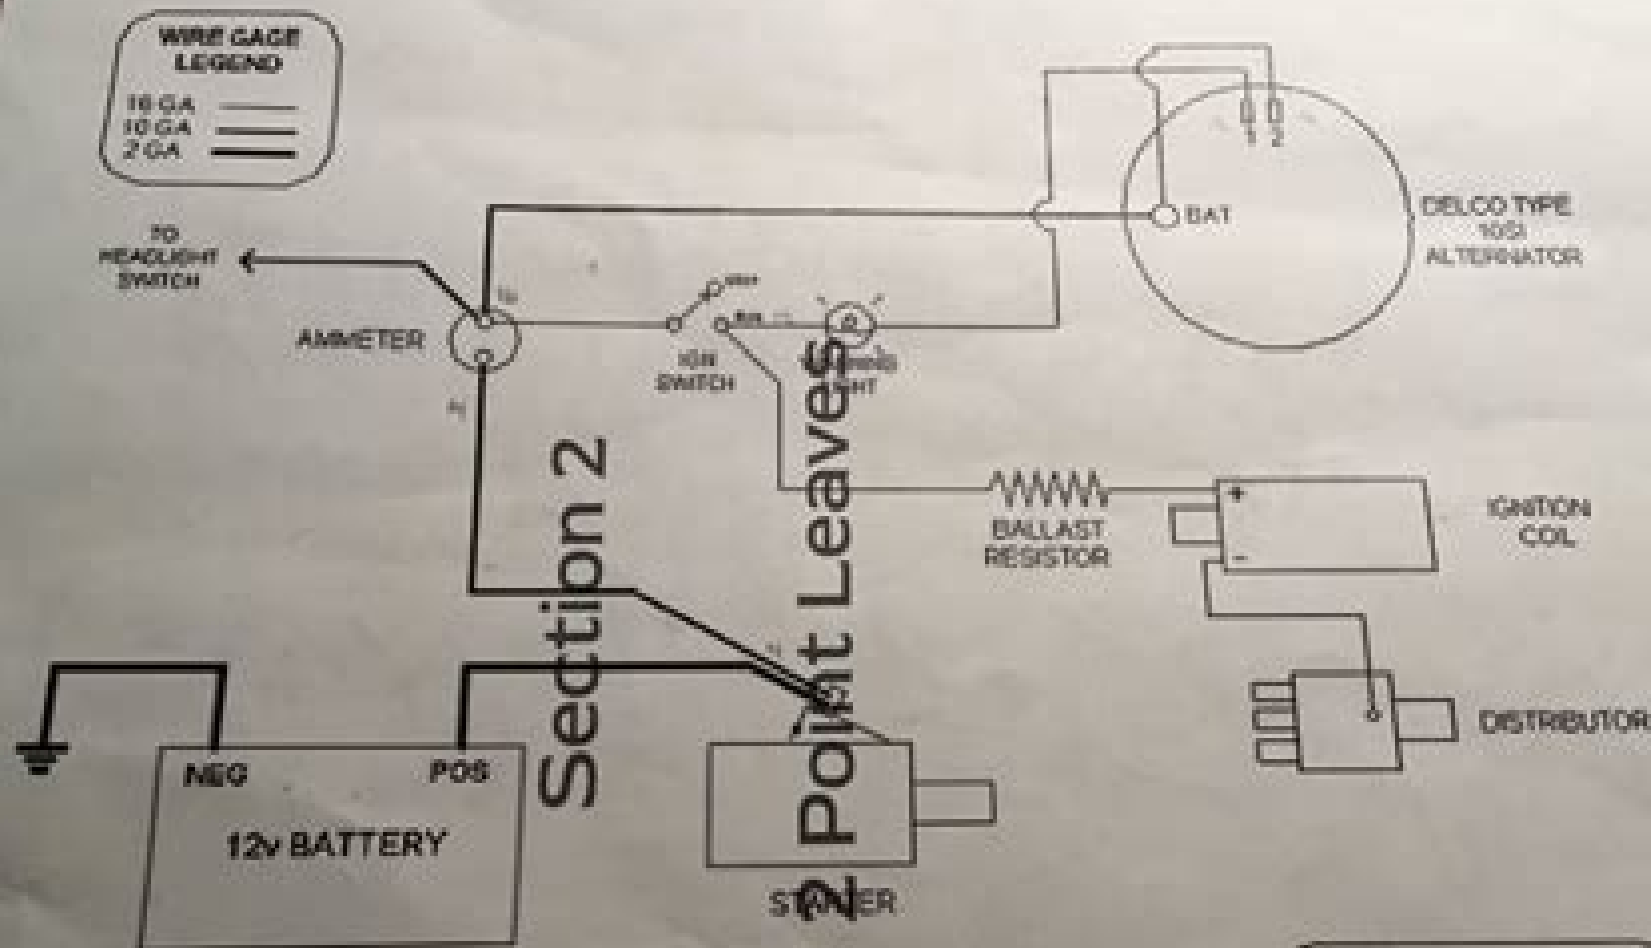 WIRE GAGE
LEGEND
16 GA
10 GA
2 GA
TO
HEADLIGHT
SWITCH
AMMETER
IGN
SWITCH
BAT
1 2
DELCO TYPE
10SI
ALTERNATOR
Section 2
2 Point Leaves
BALLAST
RESISTOR
+
-
IGNITION
COIL
DISTRIBUTOR
NEG
POS
12v BATTERY